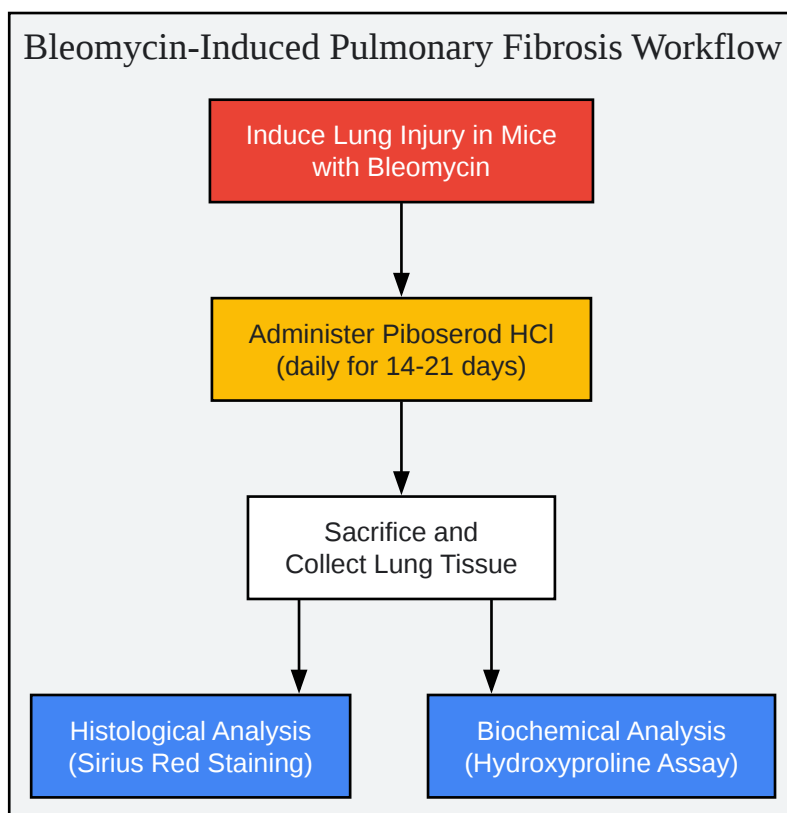 Bleomycin-Induced Pulmonary Fibrosis Workflow
Induce Lung Injury in Mice
with Bleomycin
Administer Piboserod HCl
(daily for 14-21 days)
Sacrifice and
Collect Lung Tissue
Histological Analysis
(Sirius Red Staining)
Biochemical Analysis
(Hydroxyproline Assay)